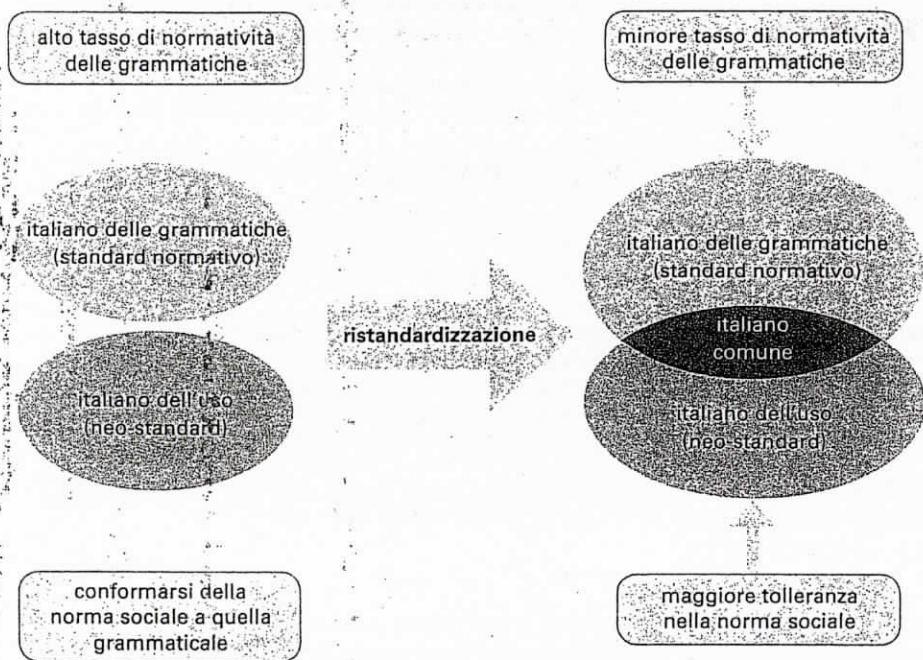 alto tasso di normatività
delle grammatiche
minore tasso di normatività
delle grammatiche
italiano delle grammatiche
(standard normativo)
italiano dell'uso
(neo-standard)
ristandardizzazione
italiano delle grammatiche
(standard normativo)
italiano
comune
italiano dell'uso
(neo-standard)
conformarsi della
norma sociale a quella
grammaticale
maggiore tolleranza
nella norma sociale